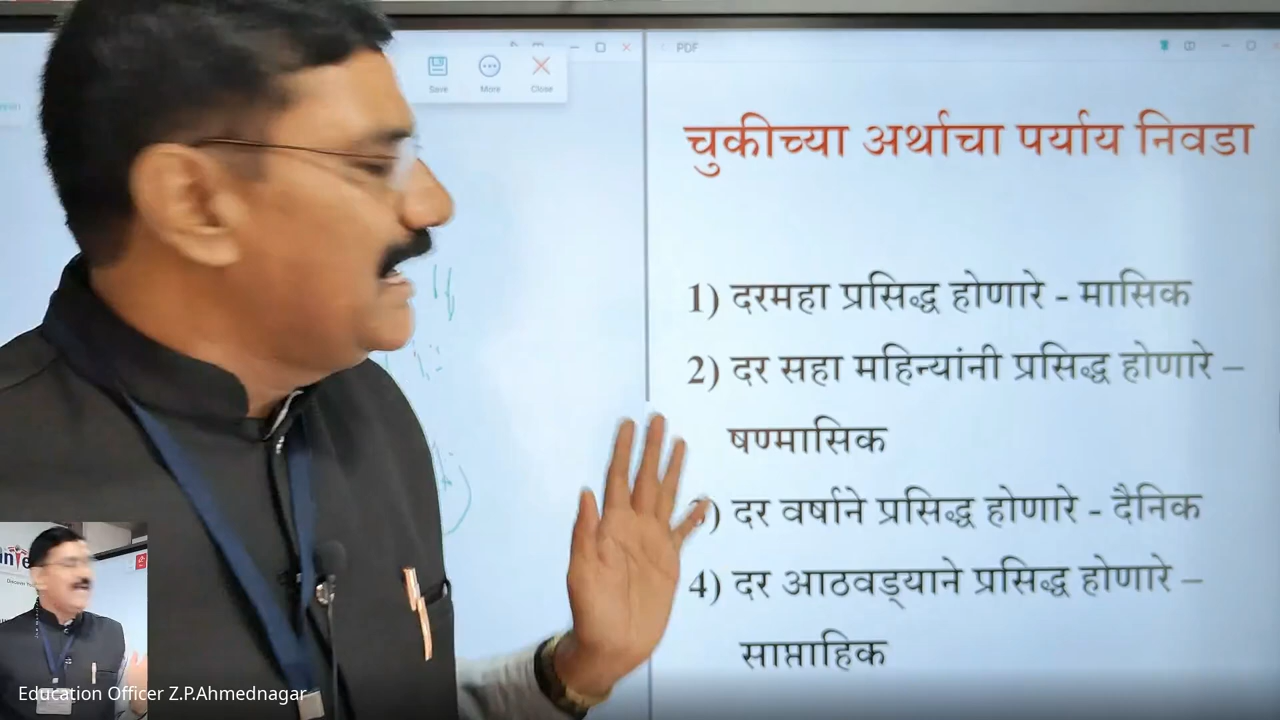 Save More Close
PDF
चुकीच्या अर्थाचा पर्याय निवडा
1) दरमहा प्रसिद्ध होणारे - मासिक
2) दर सहा महिन्यांनी प्रसिद्ध होणारे –
षण्मासिक
3) दर वर्षाने प्रसिद्ध होणारे - दैनिक
4) दर आठवड्याने प्रसिद्ध होणारे –
साप्ताहिक
Education Officer Z.P.Ahmednagar